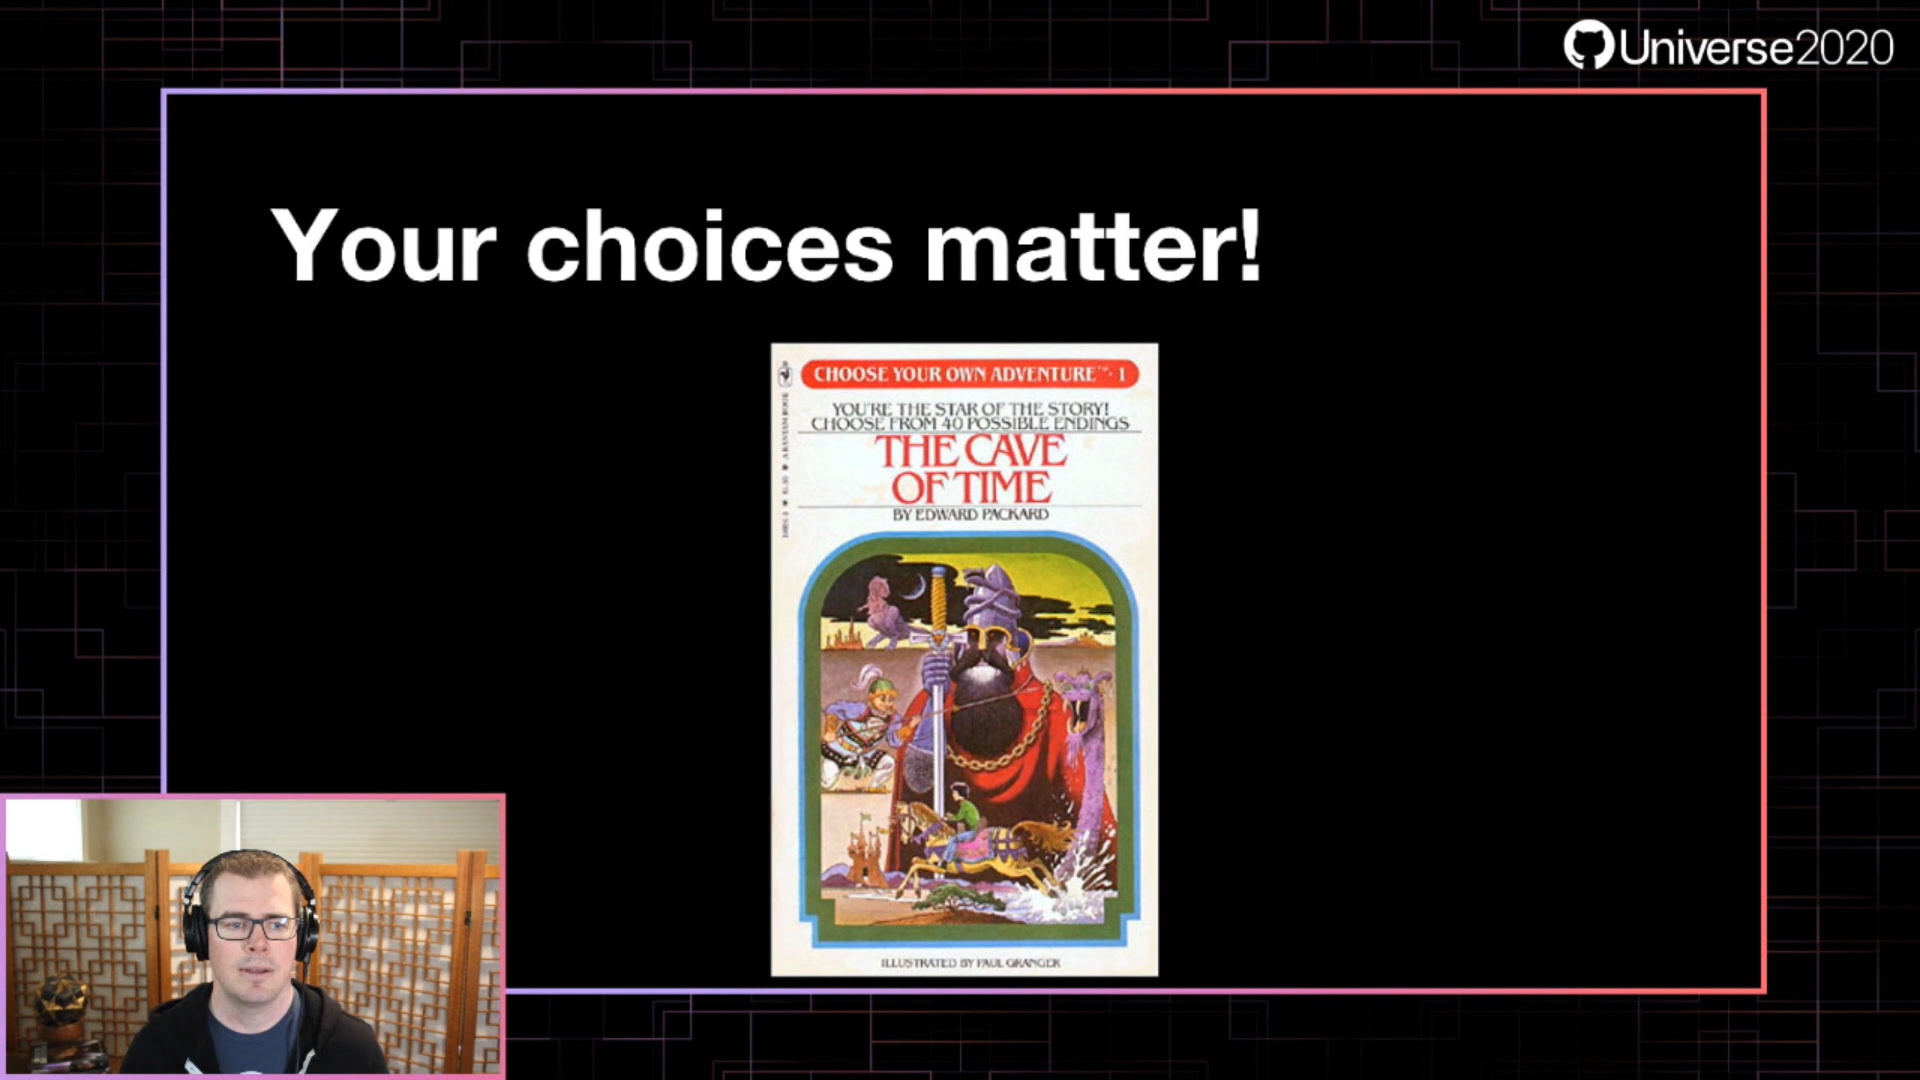 Universe2020
Your choices matter!
CHOOSE YOUR OWN ADVENTURE™ · 1
YOU'RE THE STAR OF THE STORY!
CHOOSE FROM 40 POSSIBLE ENDINGS
THE CAVE
OF TIME
BY EDWARD PACKARD
ILLUSTRATED BY PAUL GRANGER